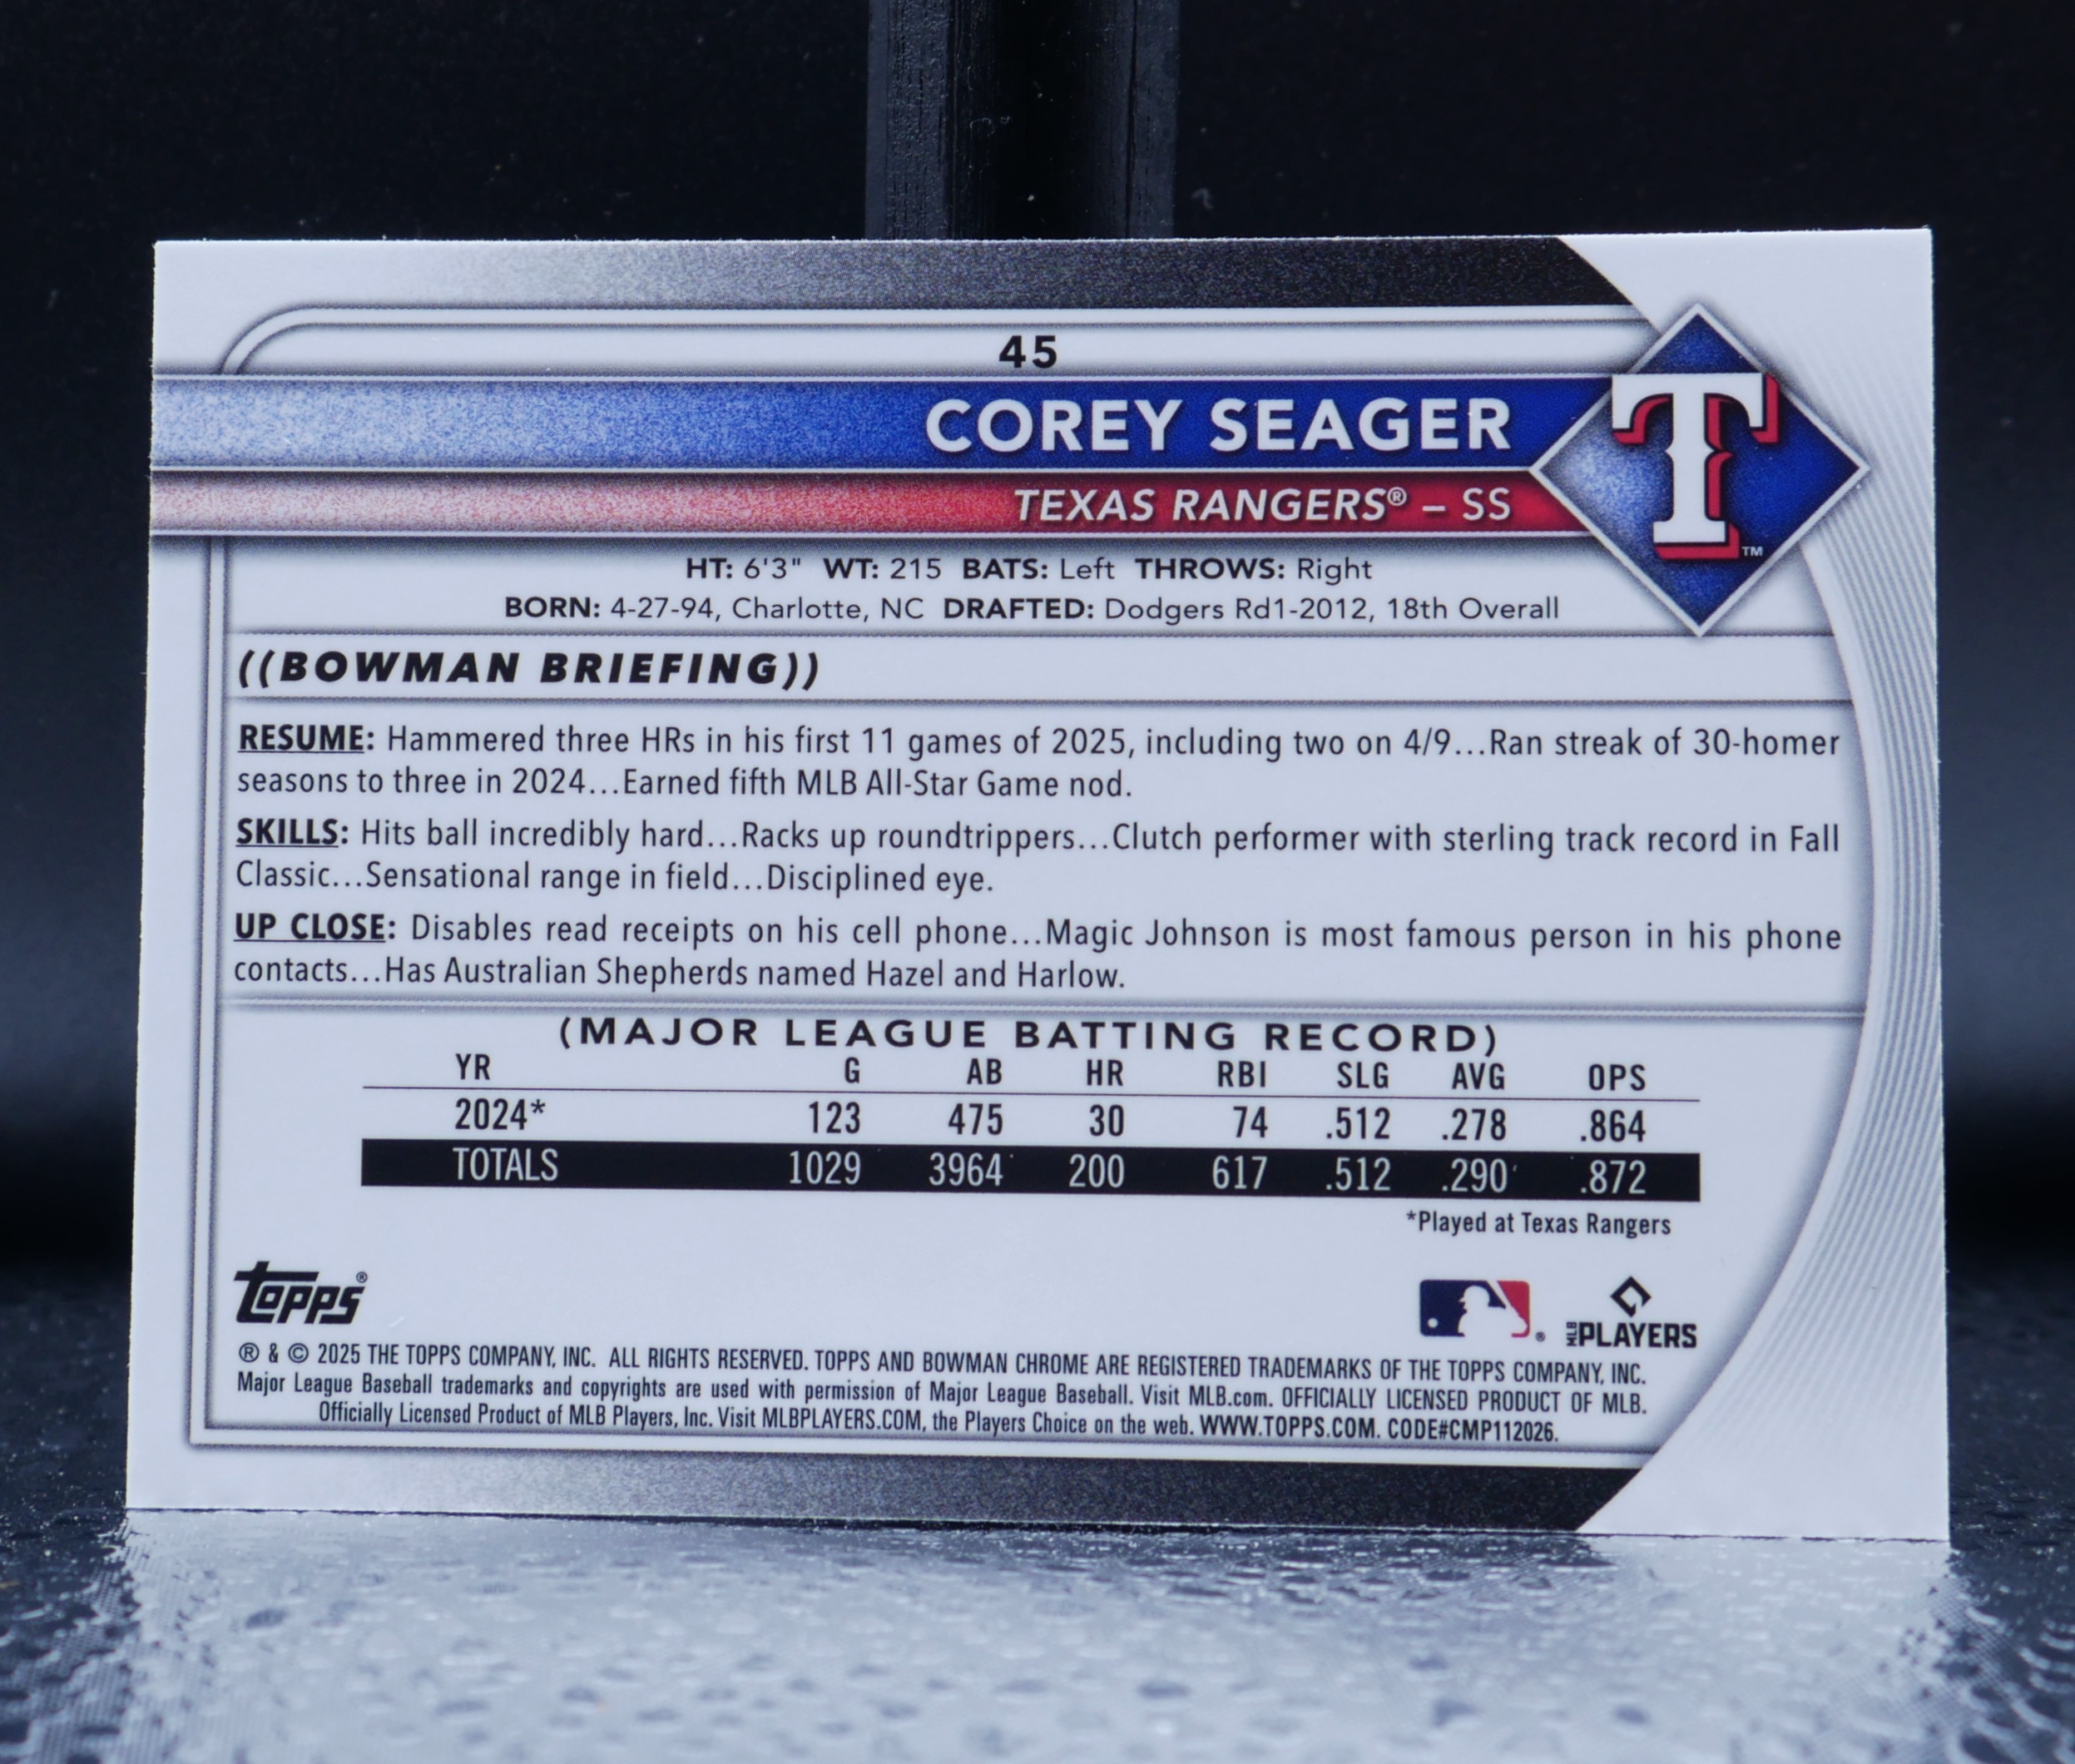 45
COREY SEAGER
TEXAS RANGERS® – SS
T
™
HT: 6'3" WT: 215 BATS: Left THROWS: Right
BORN: 4-27-94, Charlotte, NC DRAFTED: Dodgers Rd1-2012, 18th Overall
((BOWMAN BRIEFING))
RESUME: Hammered three HRs in his first 11 games of 2025, including two on 4/9...Ran streak of 30-homer
seasons to three in 2024...Earned fifth MLB All-Star Game nod.
SKILLS: Hits ball incredibly hard...Racks up roundtrippers...Clutch performer with sterling track record in Fall
Classic...Sensational range in field...Disciplined eye.
UP CLOSE: Disables read receipts on his cell phone...Magic Johnson is most famous person in his phone
contacts...Has Australian Shepherds named Hazel and Harlow.
(MAJOR LEAGUE BATTING RECORD)
YR G AB HR RBI SLG AVG OPS
2024* 123 475 30 74 .512 .278 .864
TOTALS 1029 3964 200 617 .512 .290 .872
*Played at Texas Rangers
topps®
®
MLB PLAYERS
® & © 2025 THE TOPPS COMPANY, INC. ALL RIGHTS RESERVED. TOPPS AND BOWMAN CHROME ARE REGISTERED TRADEMARKS OF THE TOPPS COMPANY, INC.
Major League Baseball trademarks and copyrights are used with permission of Major League Baseball. Visit MLB.com. OFFICIALLY LICENSED PRODUCT OF MLB.
Officially Licensed Product of MLB Players, Inc. Visit MLBPLAYERS.COM, the Players Choice on the web. WWW.TOPPS.COM. CODE#CMP112026.